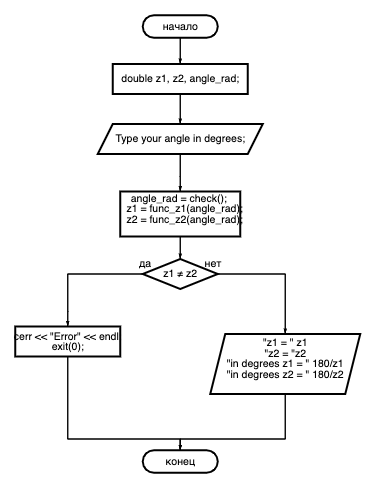 начало
double z1, z2, angle_rad;
Type your angle in degrees;
angle_rad = check();
z1 = func_z1(angle_rad);
z2 = func_z2(angle_rad);
да
z1 ≠ z2
нет
cerr << "Error" << endl
exit(0);
"z1 = " z1
"z2 = "z2
"in degrees z1 = " 180/z1
"in degrees z2 = " 180/z2
конец